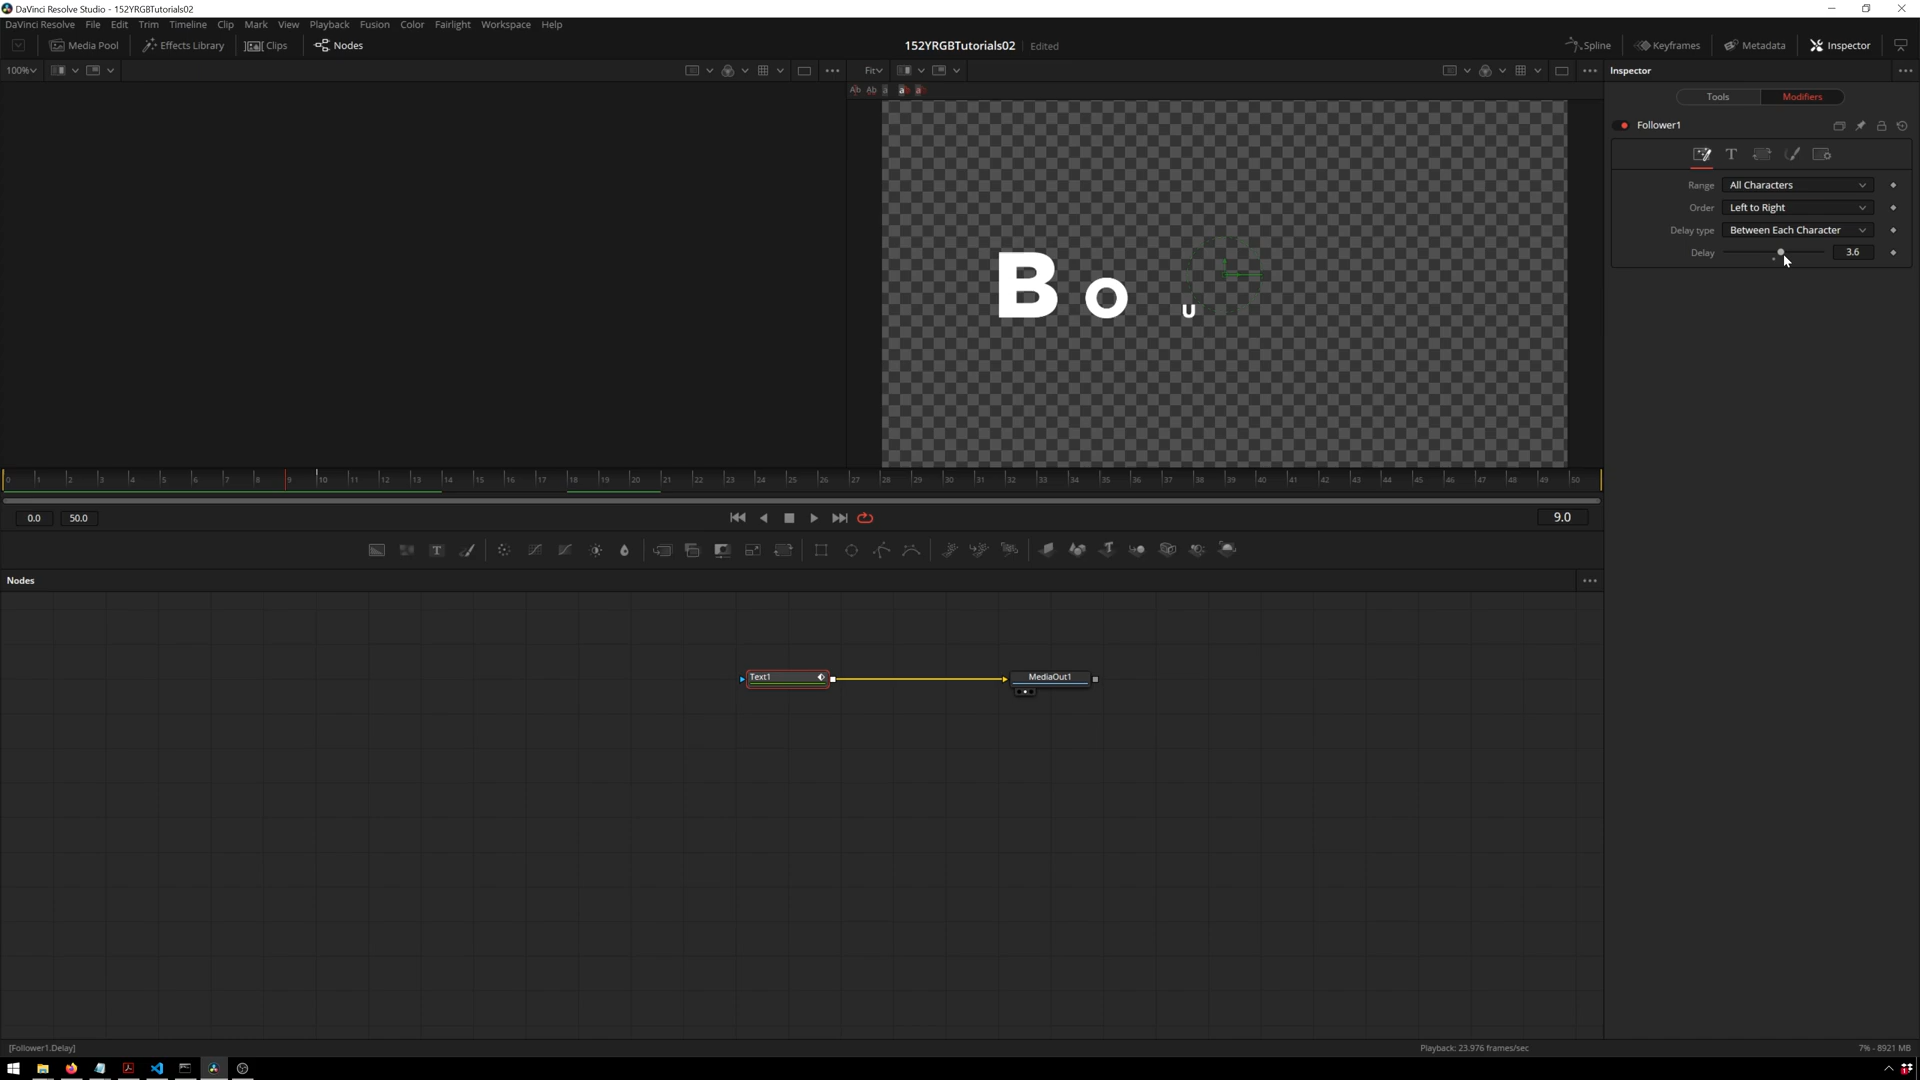 DaVinci Resolve Studio - 152YRGBTutorials02
DaVinci Resolve File Edit Trim Timeline Clip Mark View Playback Fusion Color Fairlight Workspace Help
Media Pool Effects Library Clips Nodes 152YRGBTutorials02 Edited Spline Keyframes Metadata Inspector
100% Fit Inspector
Ab Ab a a a
Tools Modifiers
Follower1
T
Range All Characters
Order Left to Right
Delay type Between Each Character
Delay 3.6
B o u
0 1 2 3 4 5 6 7 8 9 10 11 12 13 14 15 16 17 18 19 20 21 22 23 24 25 26 27 28 29 30 31 32 33 34 35 36 37 38 39 40 41 42 43 44 45 46 47 48 49 50
0.0 50.0 9.0
T
Nodes
Text1 MediaOut1
[Follower1.Delay] Playback: 23.976 frames/sec 7% - 8921 MB